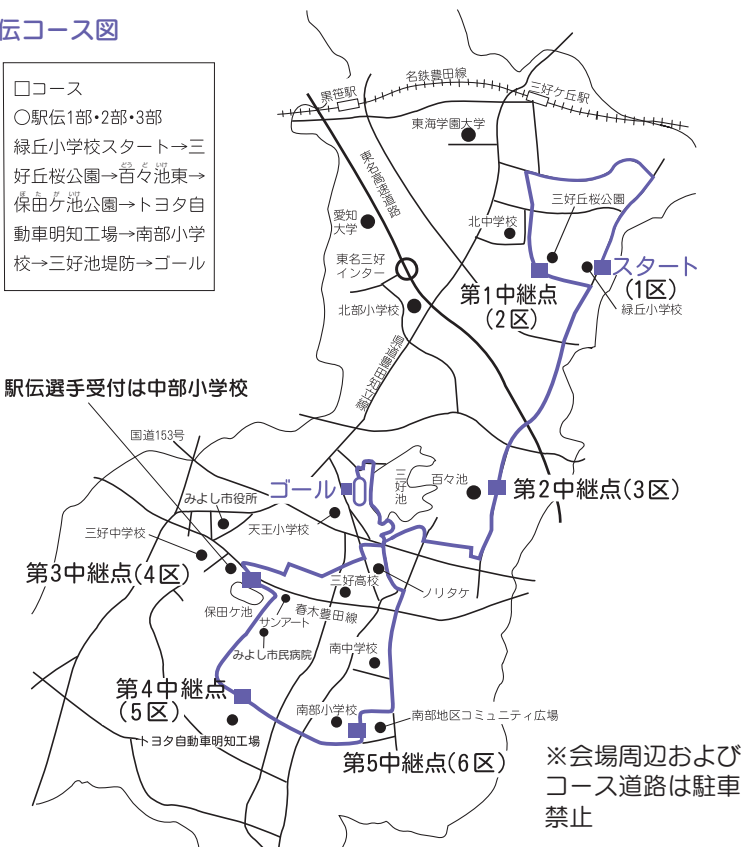 伝コース図
□コース
○駅伝1部・2部・3部
緑丘小学校スタート→三
好丘桜公園→百々池東→
保田ケ池公園→トヨタ自
動車明知工場→南部小学
校→三好池堤防→ゴール
黒笹駅
名鉄豊田線
三好ケ丘駅
東海学園大学
東名高速道路
愛知
大学
三好丘桜公園
北中学校
東名三好
インター
スタート
(1区)
第1中継点
(2区)
緑丘小学校
北部小学校
県道豊田知立線
駅伝選手受付は中部小学校
国道153号
ゴール
三好池
百々池
第2中継点(3区)
みよし市役所
天王小学校
三好中学校
第3中継点(4区)
三好高校
ノリタケ
保田ケ池
サンアート
春木豊田線
みよし市民病院
南中学校
第4中継点
(5区)
南部小学校
南部地区コミュニティ広場
トヨタ自動車明知工場
第5中継点(6区)
※会場周辺および
コース道路は駐車
禁止